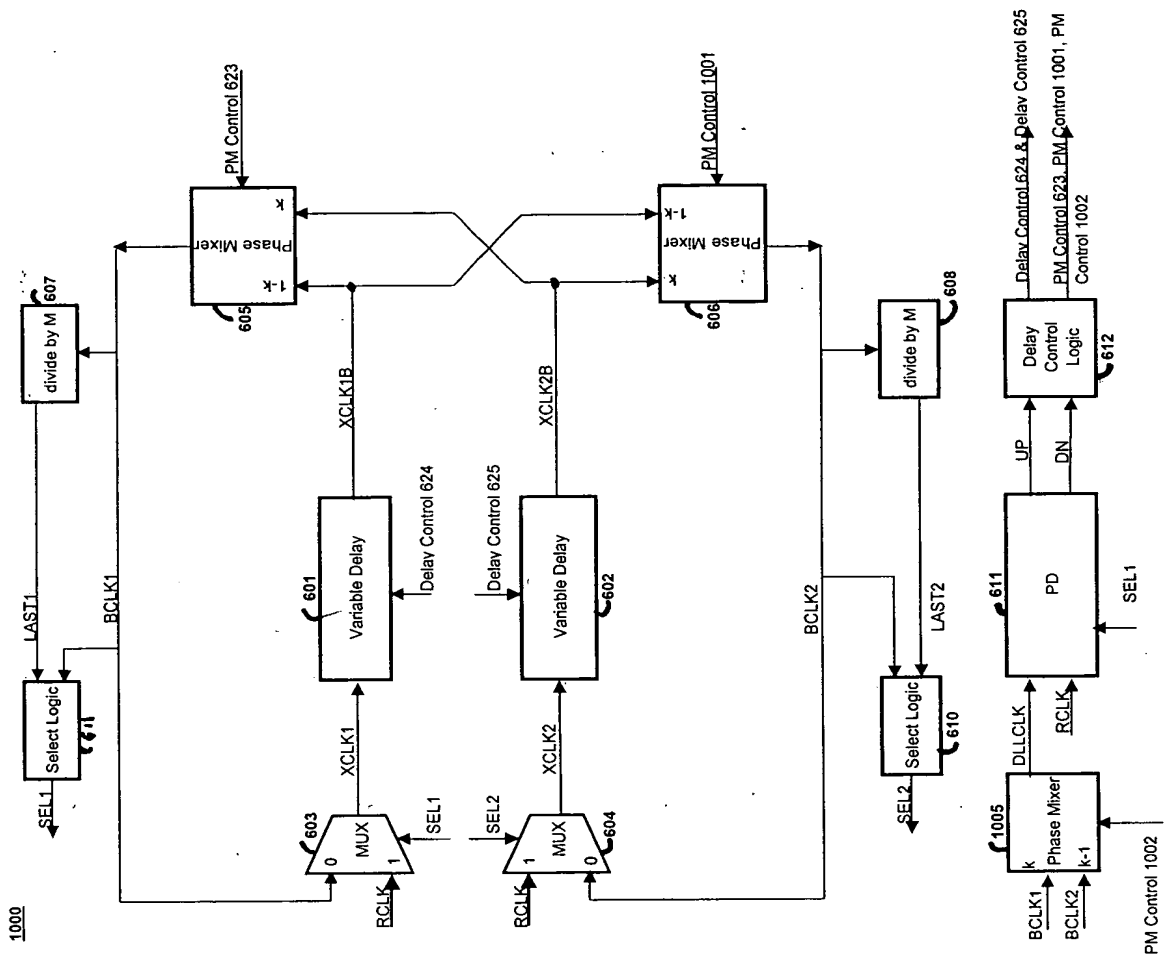 1000
SEL1
Select Logic
LAST1
607
divide by M
BCLK1
605
1-k
k
Phase Mixer
PM Control 623
603
0
MUX
1
RCLK
SEL1
XCLK1
601
Variable Delay
Delay Control 624
XCLK1B
SEL2
RCLK
1
MUX
0
604
XCLK2
Delay Control 625
Variable Delay
602
XCLK2B
k
1-k
Phase Mixer
606
PM Control 1001
BCLK2
SEL2
Select Logic
610
LAST2
divide by M
608
BCLK1
BCLK2
1005
k
Phase Mixer
k-1
PM Control 1002
DLLCLK
RCLK
611
PD
SEL1
UP
DN
Delay
Control
Logic
612
Delay Control 624 & Delay Control 625
PM Control 623, PM Control 1001, PM
Control 1002